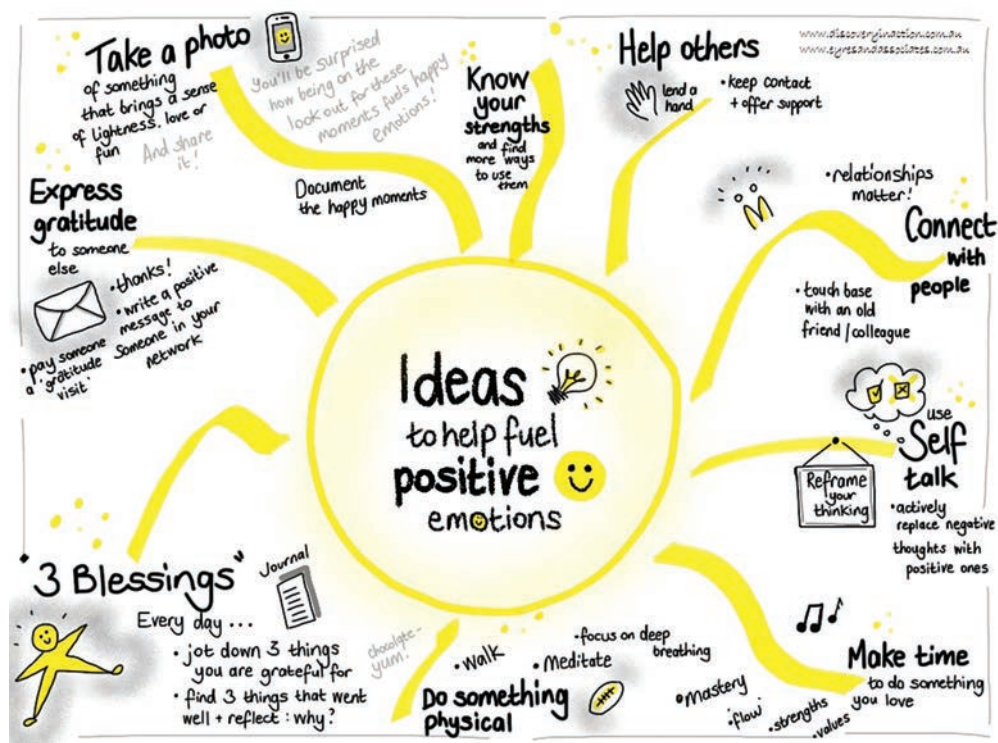 Ideas
to help fuel
positive
emotions
Take a photo
of something
that brings a sense
of lightness, love or
fun
And share
it!
You'll be surprised
how being on the
look out for these
moments fuels happy
emotions!
Document
the happy moments
Know
your
strengths
and find
more ways
to use
them
Help others
lend a
hand
• keep contact
+ offer support
www.discoveryinaction.com.au
www.eyresandassociates.com.au
• relationships
matter!
Connect
with
people
• touch base
with an old
friend/colleague
use
Self
talk
Reframe
your
thinking
• actively
replace negative
thoughts with
positive ones
Make time
to do something
you love
• mastery
• flow
• strengths
• values
Do something
physical
• walk
• Meditate
• focus on deep
breathing
chocolate -
yum!
"3 Blessings"
Journal
Every day ...
• jot down 3 things
you are grateful for
• find 3 things that went
well + reflect : why?
Express
gratitude
to someone
else
• thanks!
• write a positive
message to
someone in your
network
• pay someone
a 'gratitude
visit'